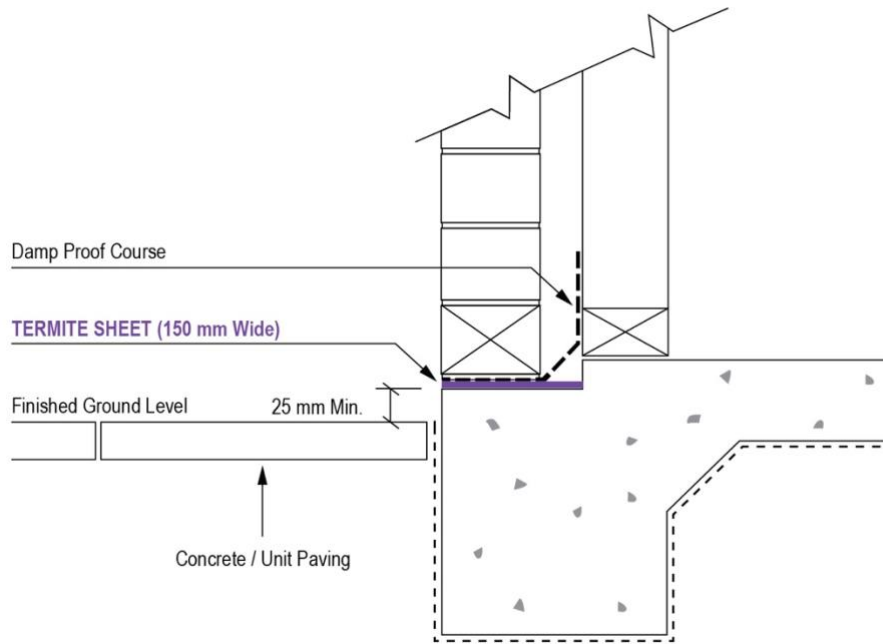 Damp Proof Course
TERMITE SHEET (150 mm Wide)
Finished Ground Level
25 mm Min.
Concrete / Unit Paving